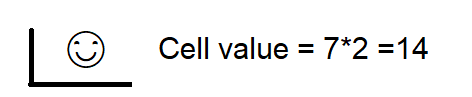 Cell value = 7*2 =14